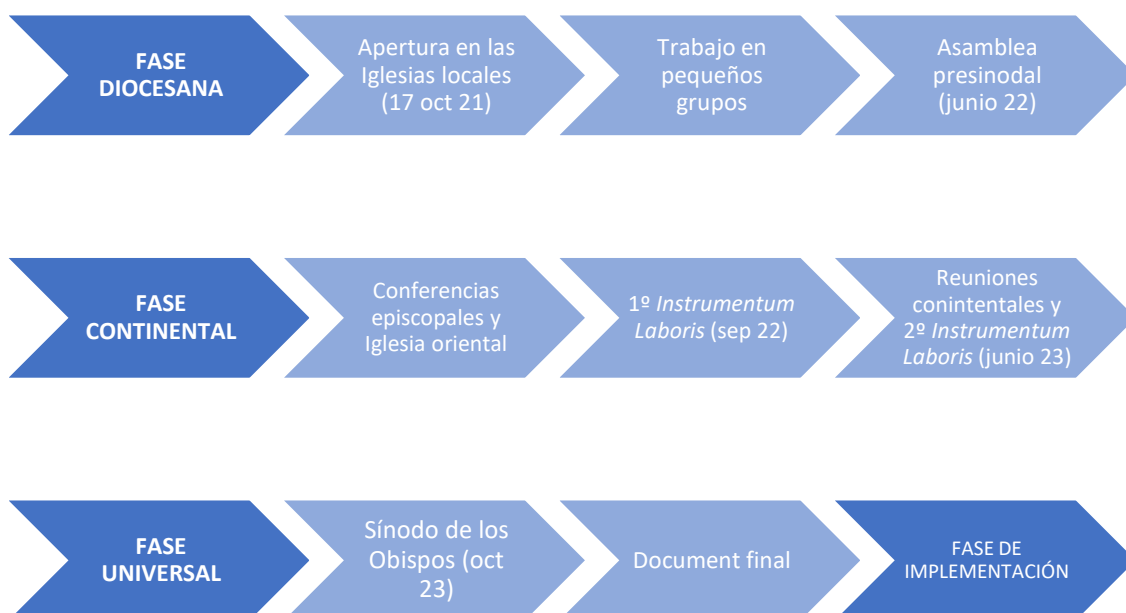 FASE
DIOCESANA
Apertura en las
Iglesias locales
(17 oct 21)
Trabajo en
pequeños
grupos
Asamblea
presinodal
(junio 22)
FASE
CONTINENTAL
Conferencias
episcopales y
Iglesia oriental
1º Instrumentum
Laboris (sep 22)
Reuniones
conintentales y
2º Instrumentum
Laboris (junio 23)
FASE
UNIVERSAL
Sínodo de los
Obispos (oct
23)
Document final
FASE DE
IMPLEMENTACIÓN